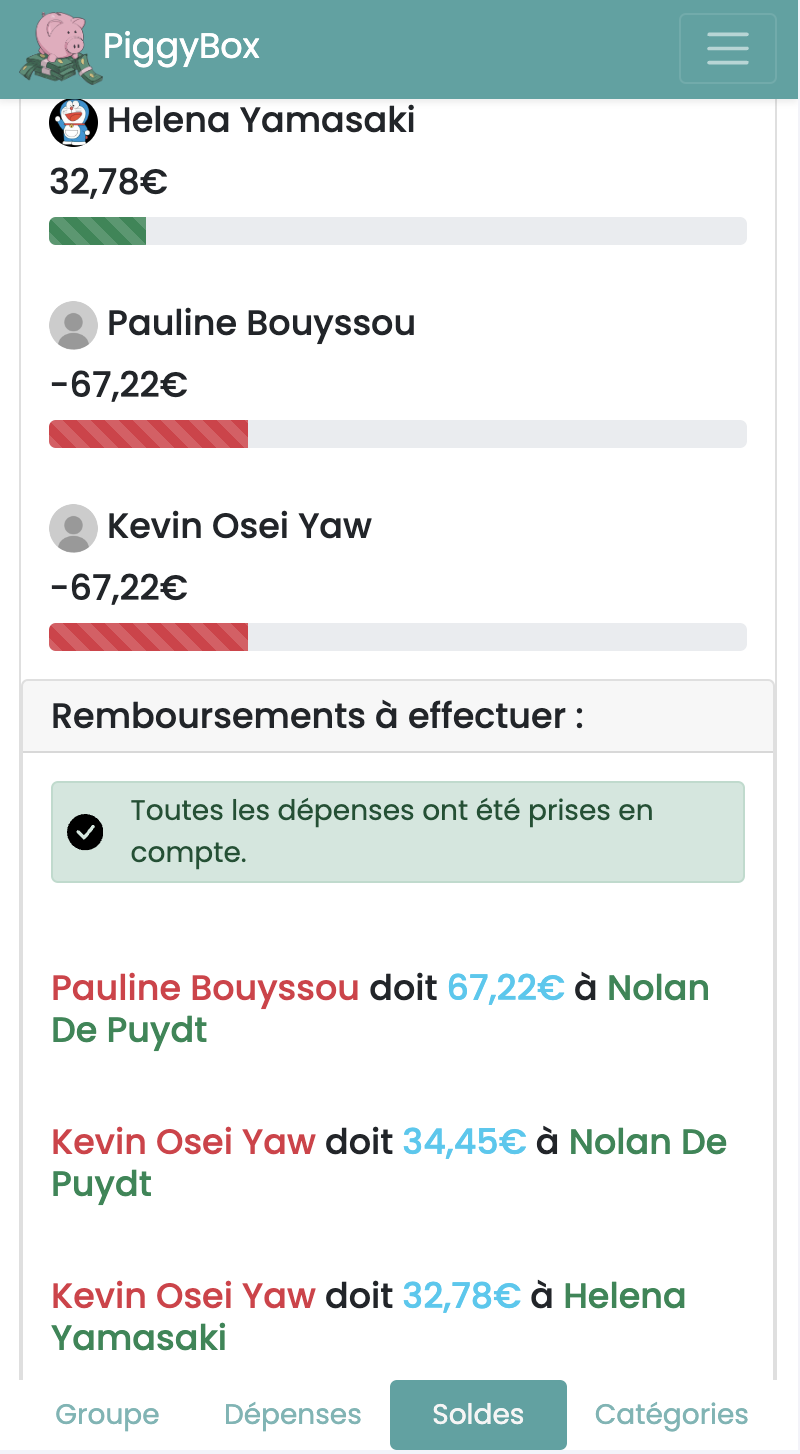 PiggyBox
Helena Yamasaki
32,78€
Pauline Bouyssou
-67,22€
Kevin Osei Yaw
-67,22€
Remboursements à effectuer :
Toutes les dépenses ont été prises en
compte.
Pauline Bouyssou doit 67,22€ à Nolan
De Puydt
Kevin Osei Yaw doit 34,45€ à Nolan De
Puydt
Kevin Osei Yaw doit 32,78€ à Helena
Yamasaki
Groupe Dépenses Soldes Catégories